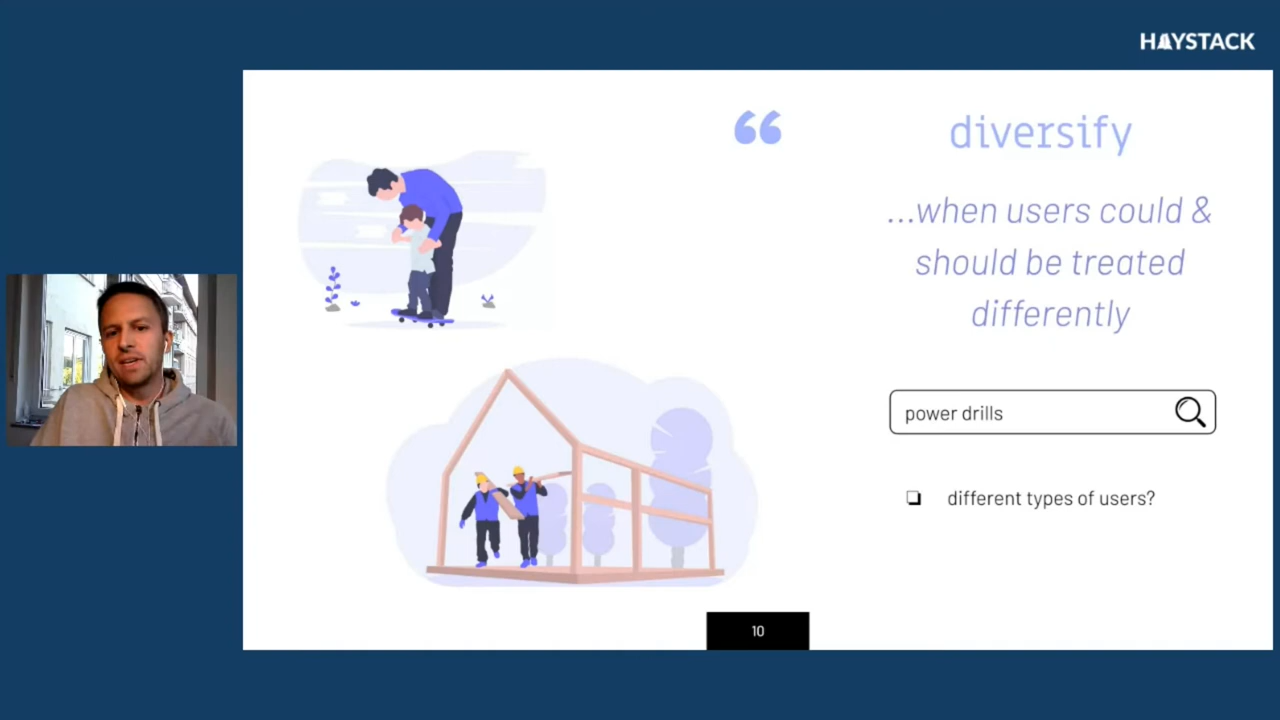 HAYSTACK
“
diversify
...when users could &
should be treated
differently
power drills
❏ different types of users?
10